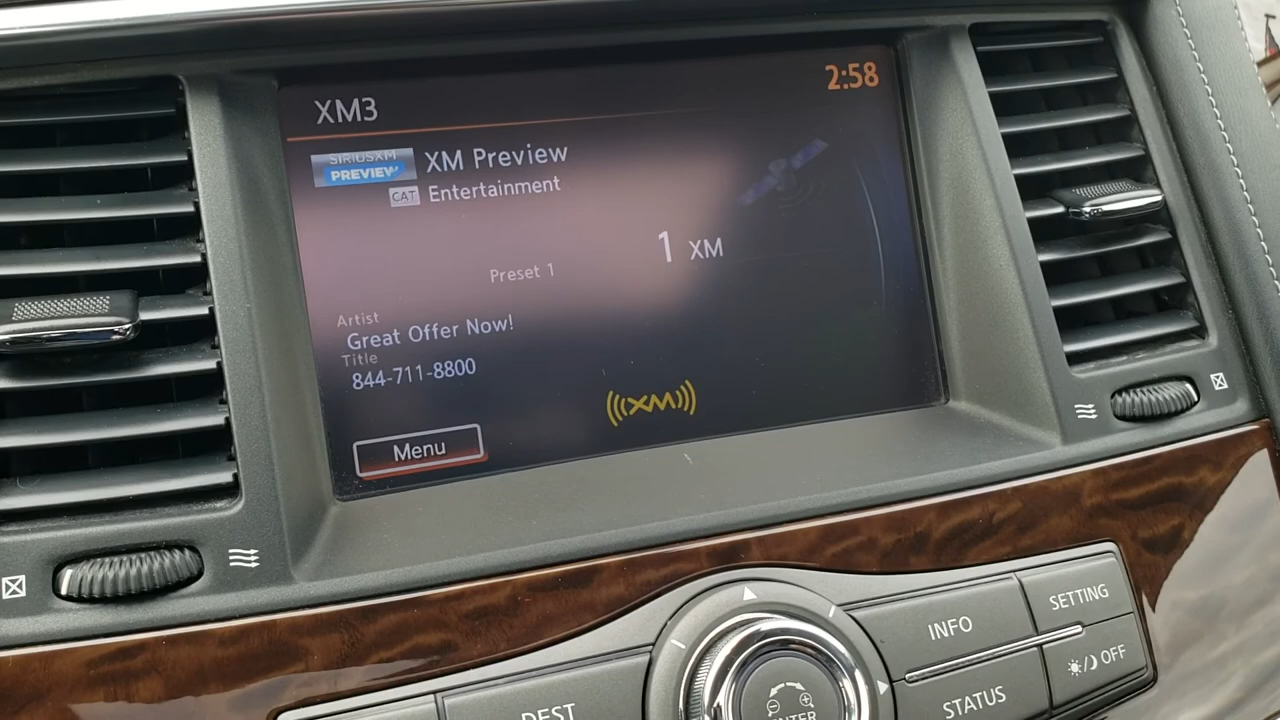 XM3
2:58
SIRIUSXM
PREVIEW
XM Preview
CAT Entertainment
1 XM
Preset 1
Artist
Great Offer Now!
Title
844-711-8800
(((XM)))
Menu
INFO
SETTING
DEST
ENTER
STATUS
OFF